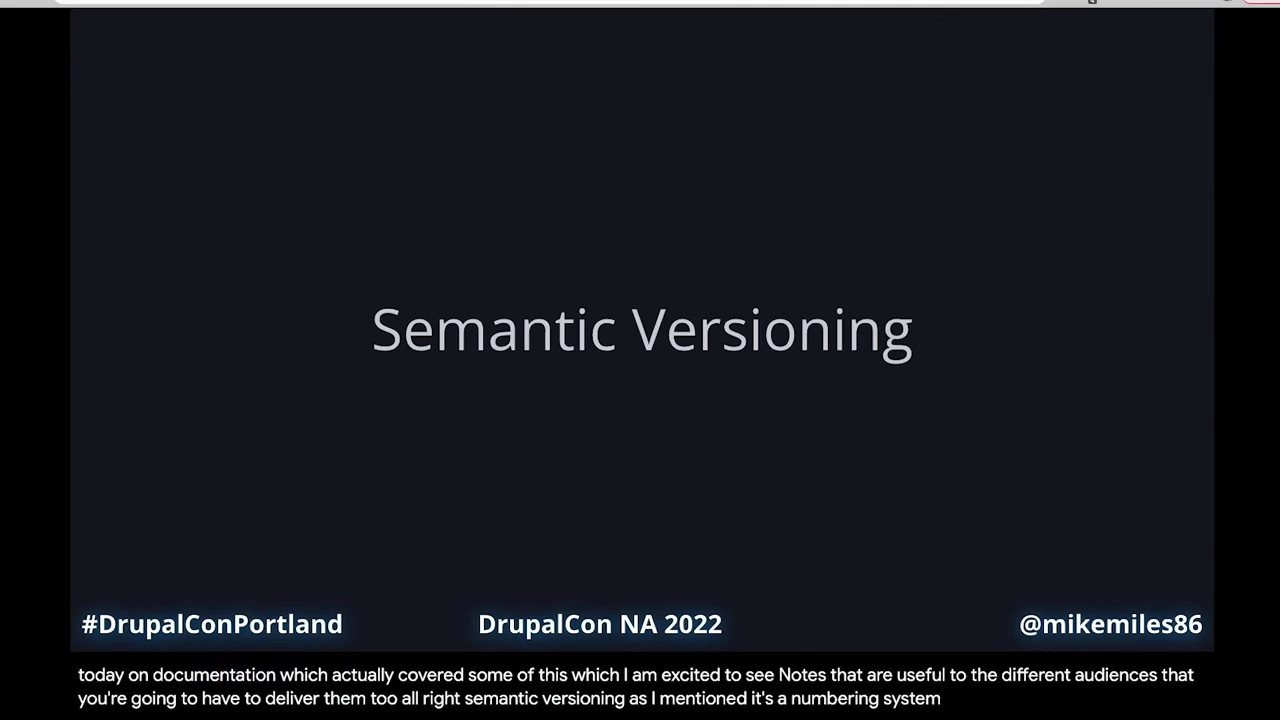 Semantic Versioning
#DrupalConPortland DrupalCon NA 2022 @mikemiles86
today on documentation which actually covered some of this which I am excited to see Notes that are useful to the different audiences that
you're going to have to deliver them too all right semantic versioning as I mentioned it's a numbering system